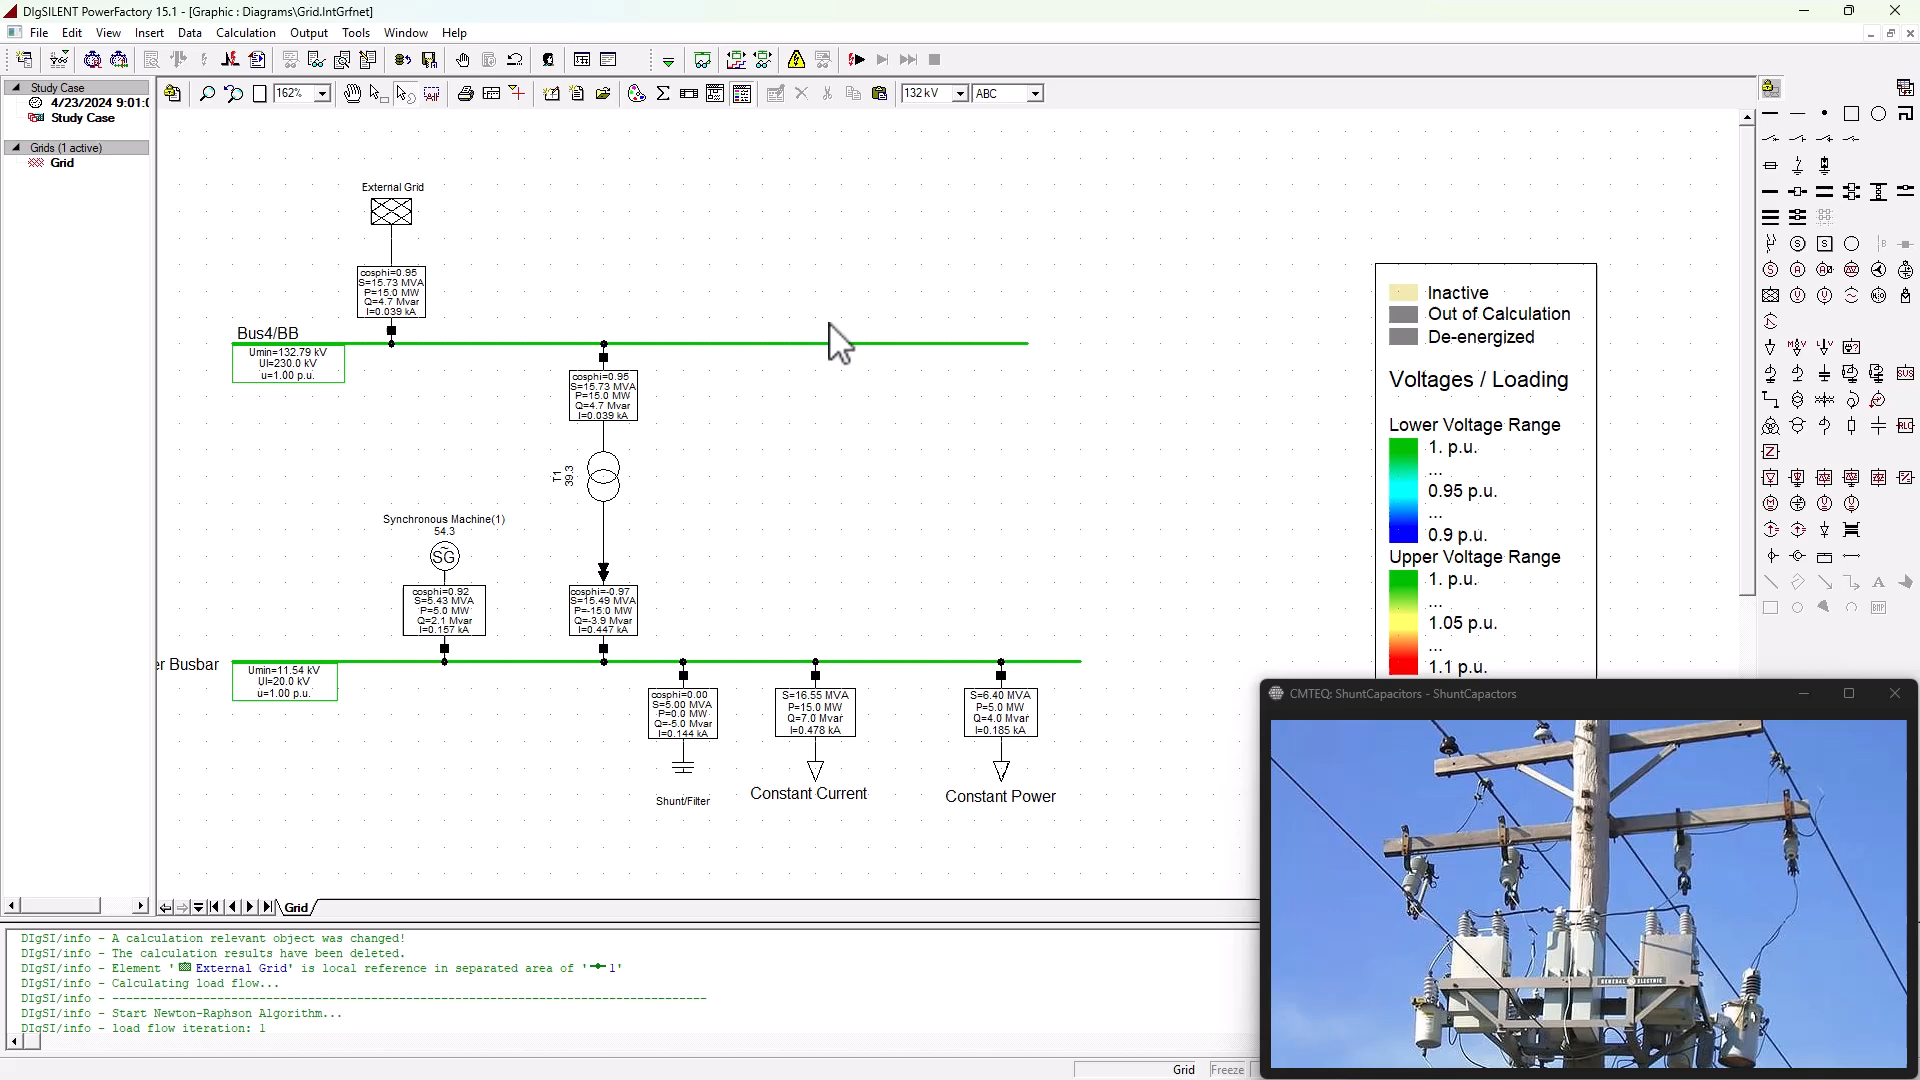 DIgSILENT PowerFactory 15.1 - [Graphic : Diagrams\Grid.IntGrfnet]
File Edit View Insert Data Calculation Output Tools Window Help
Study Case
4/23/2024 9:01:0
Study Case
Grids (1 active)
Grid
162%
132 kV
ABC
External Grid
cosphi=0.95
S=15.73 MVA
P=15.0 MW
Q=4.7 Mvar
I=0.039 kA
Bus4/BB
Umin=132.79 kV
Ul=230.0 kV
u=1.00 p.u.
cosphi=0.95
S=15.73 MVA
P=15.0 MW
Q=4.7 Mvar
I=0.039 kA
T1
39.3
Synchronous Machine(1)
54.3
SG
cosphi=0.92
S=5.43 MVA
P=5.0 MW
Q=2.1 Mvar
I=0.157 kA
cosphi=-0.97
S=15.49 MVA
P=-15.0 MW
Q=-3.9 Mvar
I=0.447 kA
er Busbar
Umin=11.54 kV
Ul=20.0 kV
u=1.00 p.u.
cosphi=0.00
S=5.00 MVA
P=0.0 MW
Q=-5.0 Mvar
I=0.144 kA
Shunt/Filter
S=16.55 MVA
P=15.0 MW
Q=7.0 Mvar
I=0.478 kA
Constant Current
S=6.40 MVA
P=5.0 MW
Q=4.0 Mvar
I=0.185 kA
Constant Power
Inactive
Out of Calculation
De-energized
Voltages / Loading
Lower Voltage Range
1. p.u.
...
0.95 p.u.
...
0.9 p.u.
Upper Voltage Range
1. p.u.
...
1.05 p.u.
...
1.1 p.u.
Grid
DIgSI/info - A calculation relevant object was changed!
DIgSI/info - The calculation results have been deleted.
DIgSI/info - Element ' External Grid' is local reference in separated area of ' 1'
DIgSI/info - Calculating load flow...
DIgSI/info - --------------------------------------------------------------------------------
DIgSI/info - Start Newton-Raphson Algorithm...
DIgSI/info - load flow iteration: 1
Grid
Freeze
CMTEQ: ShuntCapacitors - ShuntCapactors
GENERAL ELECTRIC